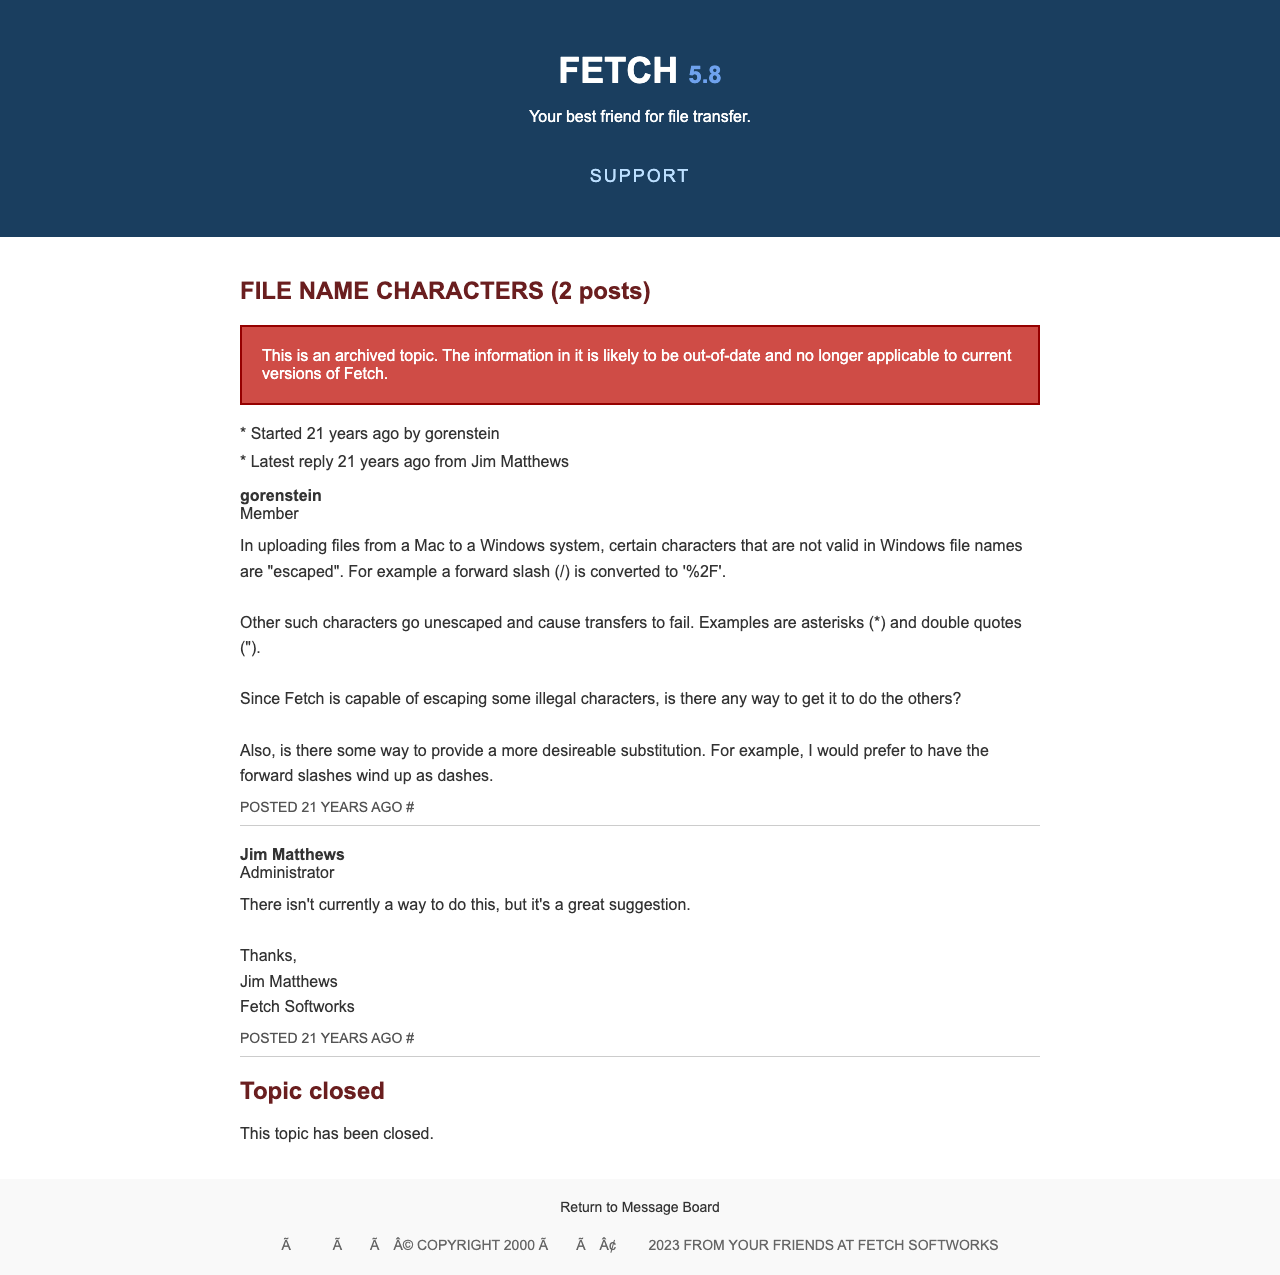 FETCH 5.8
Your best friend for file transfer.
SUPPORT
FILE NAME CHARACTERS (2 posts)
This is an archived topic. The information in it is likely to be out-of-date and no longer applicable to current
versions of Fetch.
* Started 21 years ago by gorenstein
* Latest reply 21 years ago from Jim Matthews
gorenstein
Member
In uploading files from a Mac to a Windows system, certain characters that are not valid in Windows file names
are "escaped". For example a forward slash (/) is converted to '%2F'.
Other such characters go unescaped and cause transfers to fail. Examples are asterisks (*) and double quotes
(").
Since Fetch is capable of escaping some illegal characters, is there any way to get it to do the others?
Also, is there some way to provide a more desireable substitution. For example, I would prefer to have the
forward slashes wind up as dashes.
POSTED 21 YEARS AGO #
Jim Matthews
Administrator
There isn't currently a way to do this, but it's a great suggestion.
Thanks,
Jim Matthews
Fetch Softworks
POSTED 21 YEARS AGO #
Topic closed
This topic has been closed.
Return to Message Board
Ã Ã Ã Â© COPYRIGHT 2000 Ã Ã Â¢ 2023 FROM YOUR FRIENDS AT FETCH SOFTWORKS